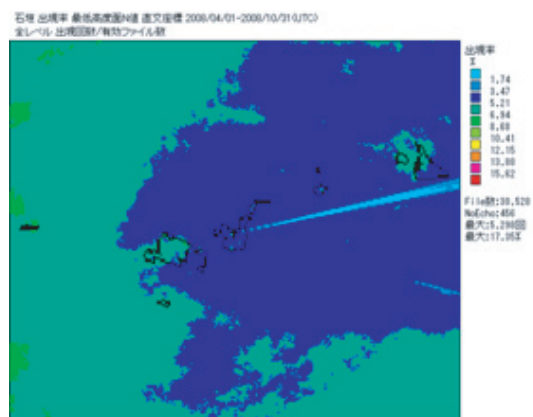 石垣 出現率 最低高度面N値 直交座標 2008/04/01-2008/10/31(UTC)
全レベル 出現回数/有効ファイル数
出現率
%
1.74
3.47
5.21
6.94
8.68
10.41
12.15
13.88
15.62
File数:30,528
NoEcho:456
最大:5,298回
最大:17.35%